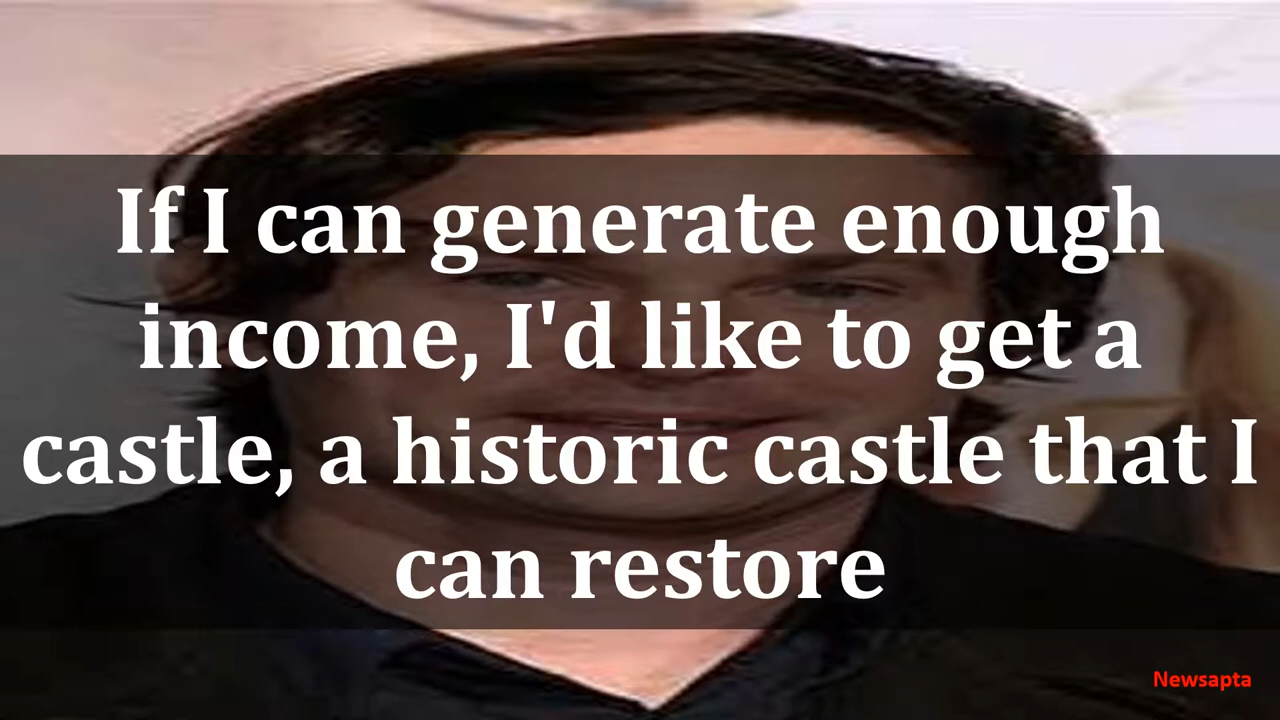 If I can generate enough
income, I'd like to get a
castle, a historic castle that I
can restore
Newsapta